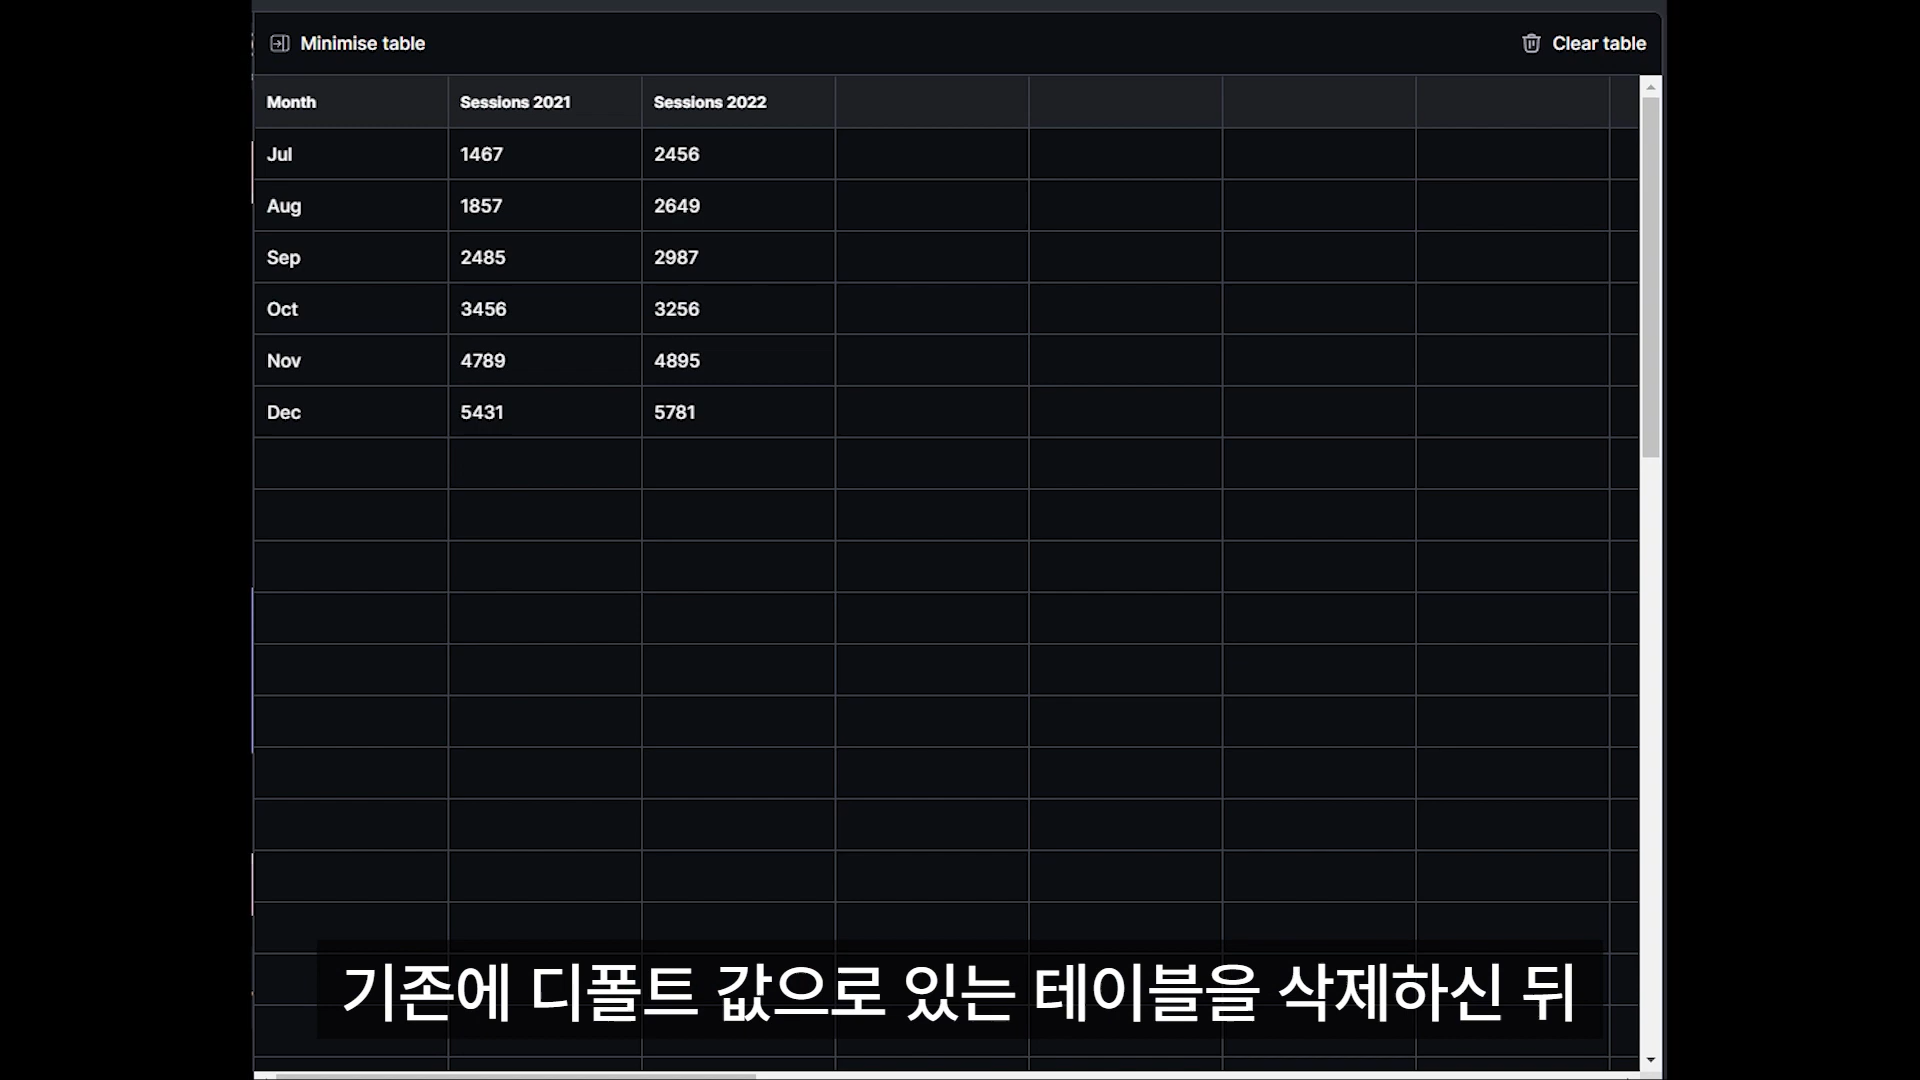 Minimise table Clear table
Month Sessions 2021 Sessions 2022
Jul 1467 2456
Aug 1857 2649
Sep 2485 2987
Oct 3456 3256
Nov 4789 4895
Dec 5431 5781
기존에 디폴트 값으로 있는 테이블을 삭제하신 뒤